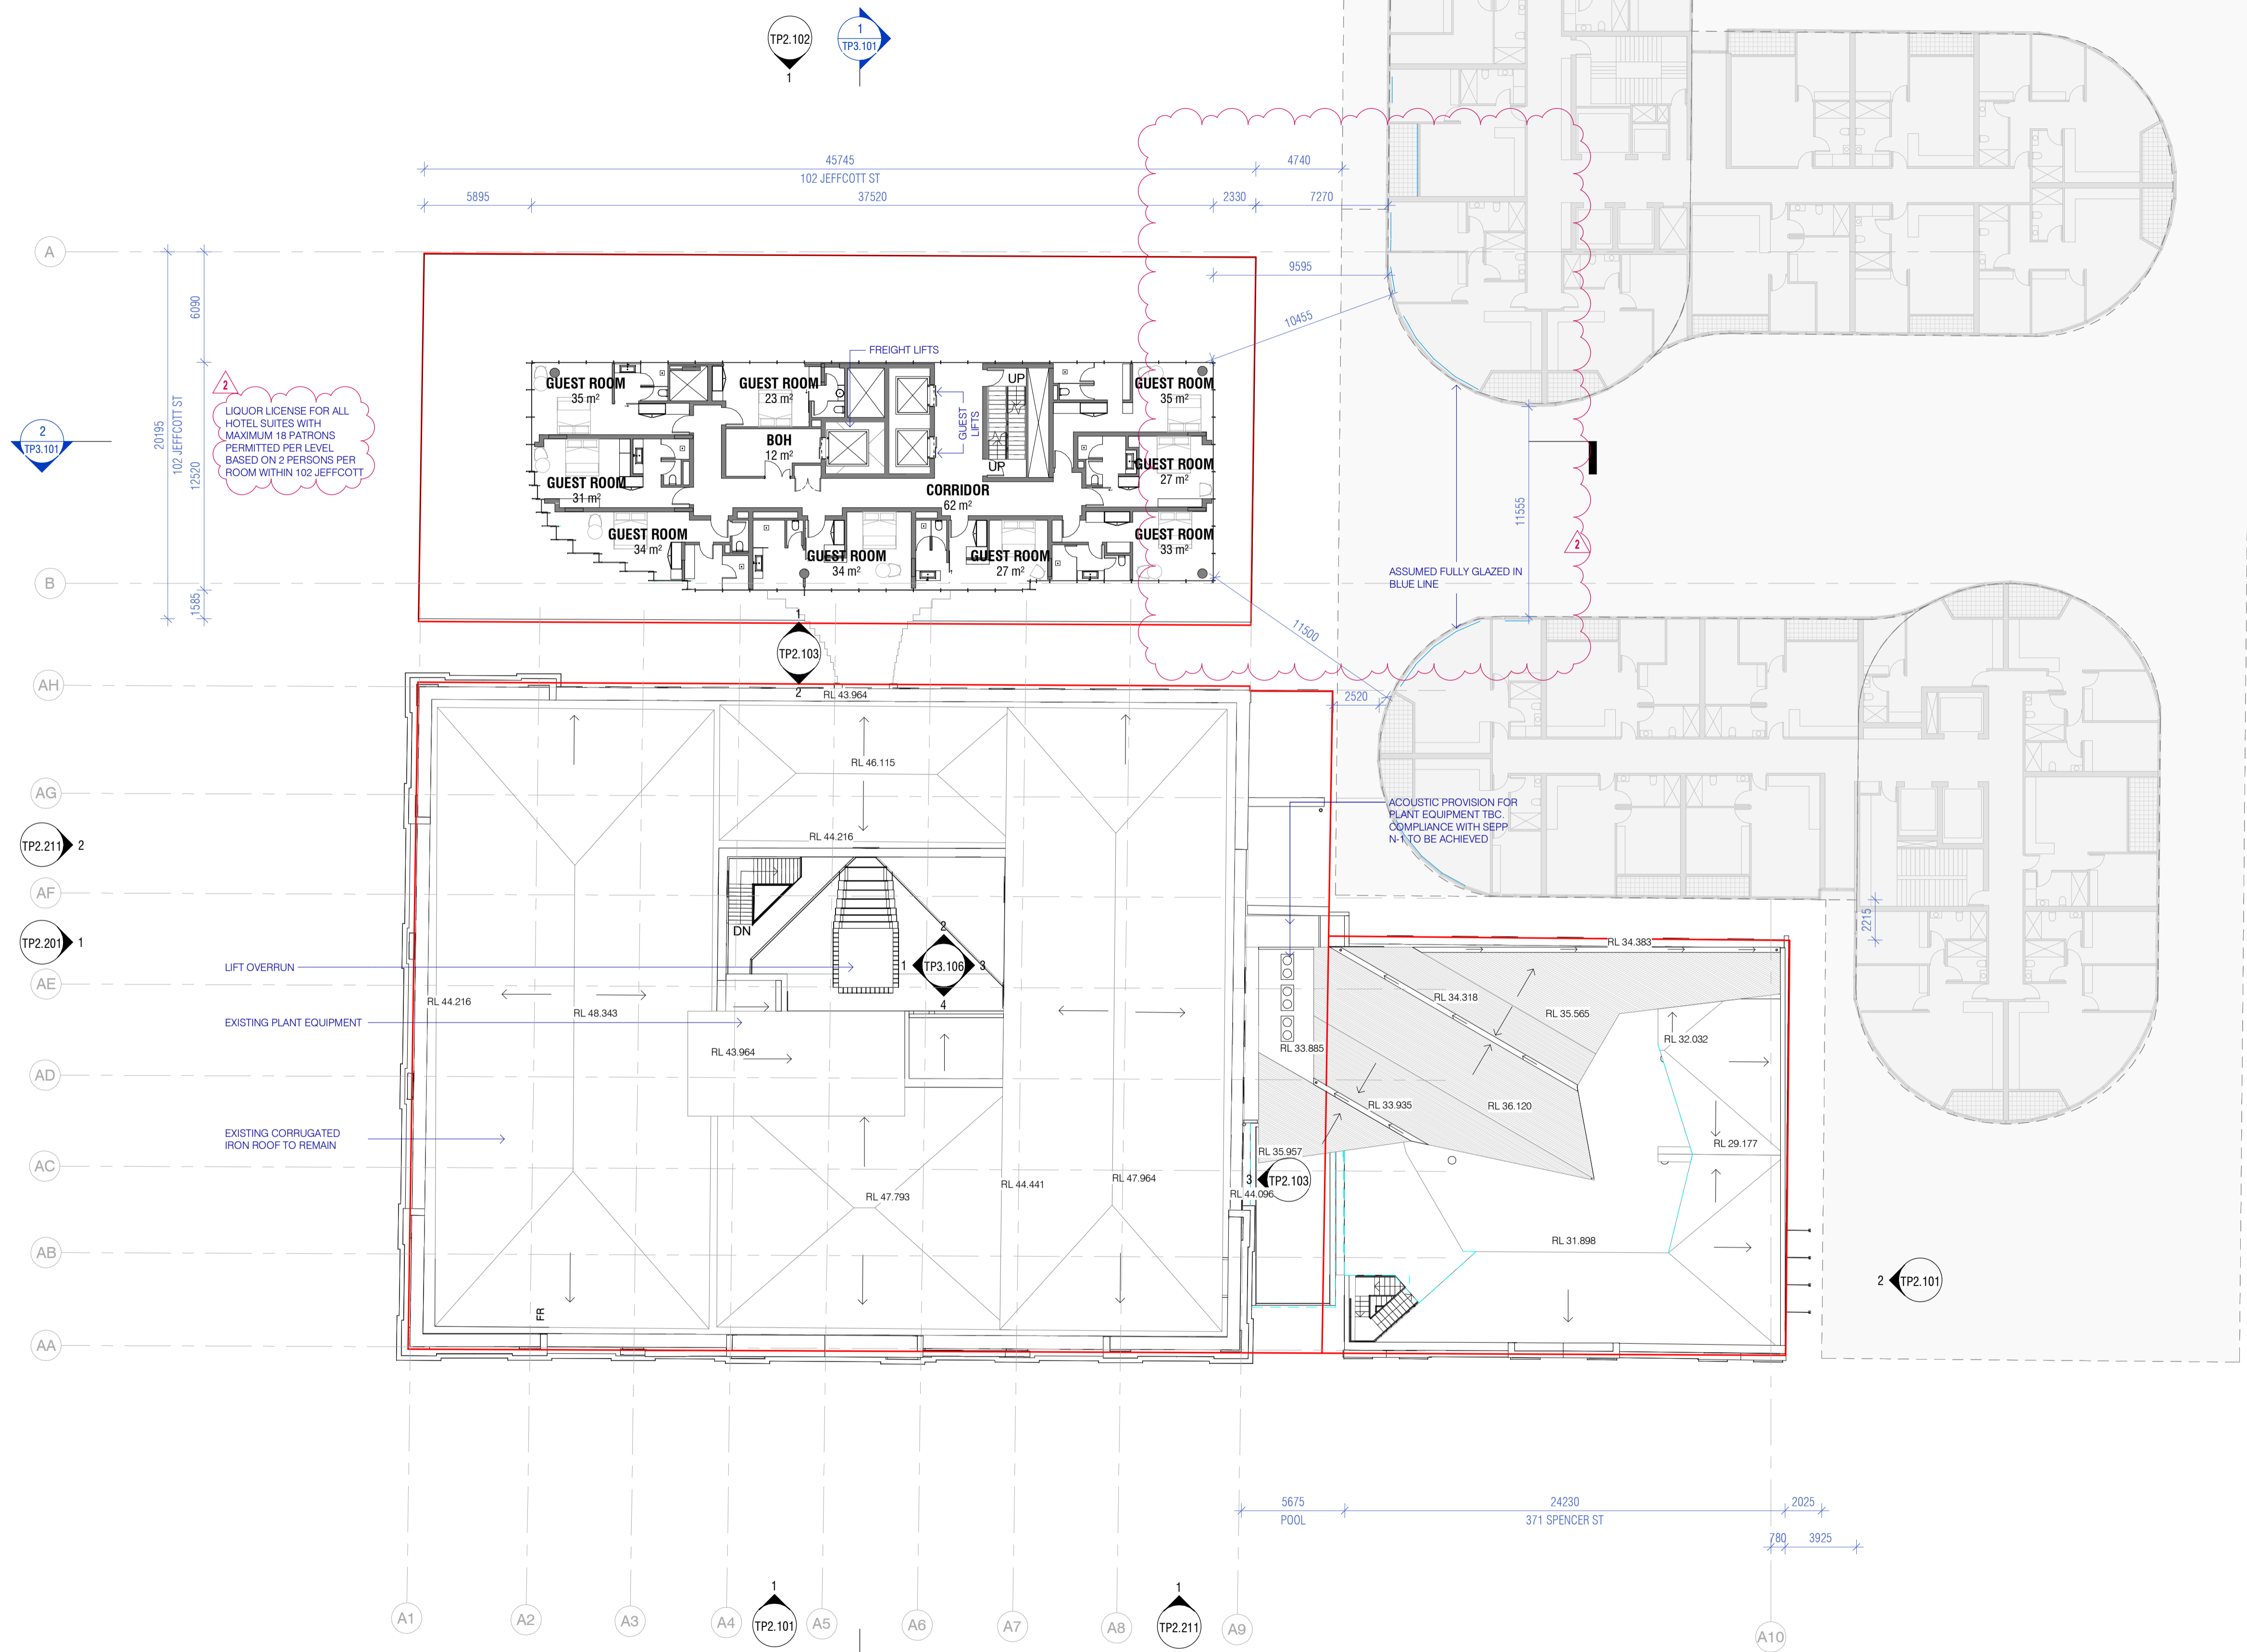 TP2.102
1
1
TP3.101
45745
4740
102 JEFFCOTT ST
5895
37520
2330
7270
A
9595
10455
6090
20195
102 JEFFCOTT ST
12520
1585
FREIGHT LIFTS
GUEST ROOM
35 m²
GUEST ROOM
23 m²
UP
GUEST ROOM
35 m²
2
LIQUOR LICENSE FOR ALL
HOTEL SUITES WITH
MAXIMUM 18 PATRONS
PERMITTED PER LEVEL
BASED ON 2 PERSONS PER
ROOM WITHIN 102 JEFFCOTT
2
TP3.101
GUEST
LIFTS
BOH
12 m²
UP
GUEST ROOM
27 m²
GUEST ROOM
31 m²
CORRIDOR
62 m²
GUEST ROOM
34 m²
GUEST ROOM
34 m²
GUEST ROOM
27 m²
GUEST ROOM
33 m²
11555
2
ASSUMED FULLY GLAZED IN
BLUE LINE
B
11500
1
TP2.103
2
AH
RL 43.964
2520
RL 46.115
AG
ACOUSTIC PROVISION FOR
PLANT EQUIPMENT TBC.
COMPLIANCE WITH SEPP
N-1 TO BE ACHIEVED
RL 44.216
TP2.211
2
AF
DN
2215
TP2.201
1
LIFT OVERRUN
2
1
TP3.106
3
4
RL 34.383
AE
RL 44.216
RL 48.343
RL 34.318
RL 35.565
EXISTING PLANT EQUIPMENT
RL 43.964
RL 33.885
RL 32.032
AD
RL 33.935
RL 36.120
EXISTING CORRUGATED
IRON ROOF TO REMAIN
RL 29.177
RL 35.957
AC
RL 47.793
RL 44.441
RL 47.964
3
TP2.103
RL 44.096
AB
RL 31.898
2
TP2.101
FR
AA
5675
24230
2025
POOL
371 SPENCER ST
780
3925
1
1
A1
A2
A3
A4
TP2.101
A5
A6
A7
A8
TP2.211
A9
A10